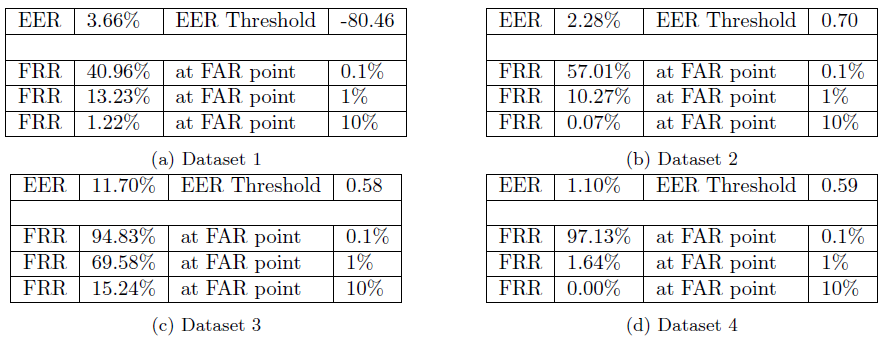 EER 3.66% EER Threshold -80.46
FRR 40.96% at FAR point 0.1%
FRR 13.23% at FAR point 1%
FRR 1.22% at FAR point 10%
(a) Dataset 1
EER 2.28% EER Threshold 0.70
FRR 57.01% at FAR point 0.1%
FRR 10.27% at FAR point 1%
FRR 0.07% at FAR point 10%
(b) Dataset 2
EER 11.70% EER Threshold 0.58
FRR 94.83% at FAR point 0.1%
FRR 69.58% at FAR point 1%
FRR 15.24% at FAR point 10%
(c) Dataset 3
EER 1.10% EER Threshold 0.59
FRR 97.13% at FAR point 0.1%
FRR 1.64% at FAR point 1%
FRR 0.00% at FAR point 10%
(d) Dataset 4